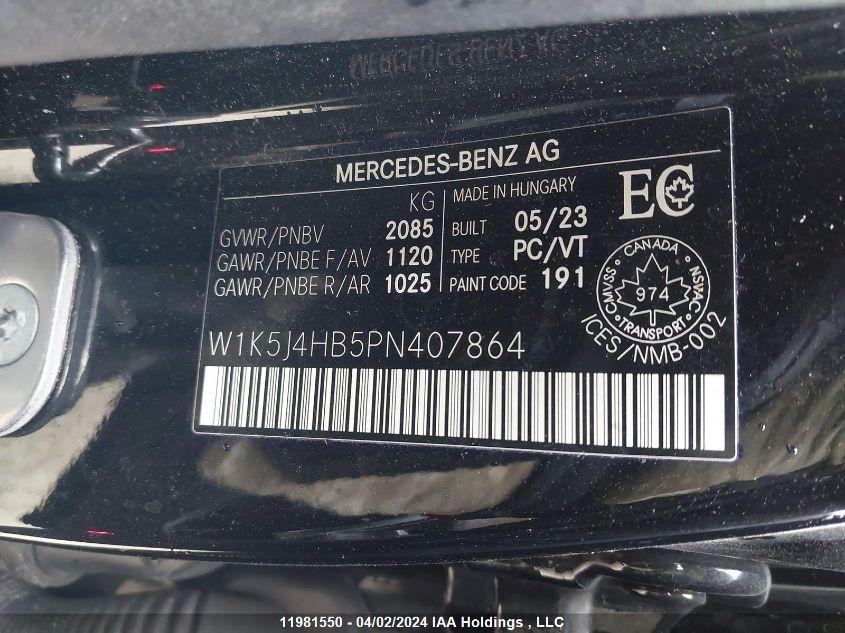 MERCEDES-BENZ AG
KG
GVWR/PNBV 2085
GAWR/PNBE F/AV 1120
GAWR/PNBE R/AR 1025
MADE IN HUNGARY
BUILT 05/23
TYPE PC/VT
PAINT CODE 191
EC
CANADA
CMVSS 974 NSVAC
TRANSPORT
ICES/NMB-002
W1K5J4HB5PN407864
11981550 - 04/02/2024 IAA Holdings , LLC